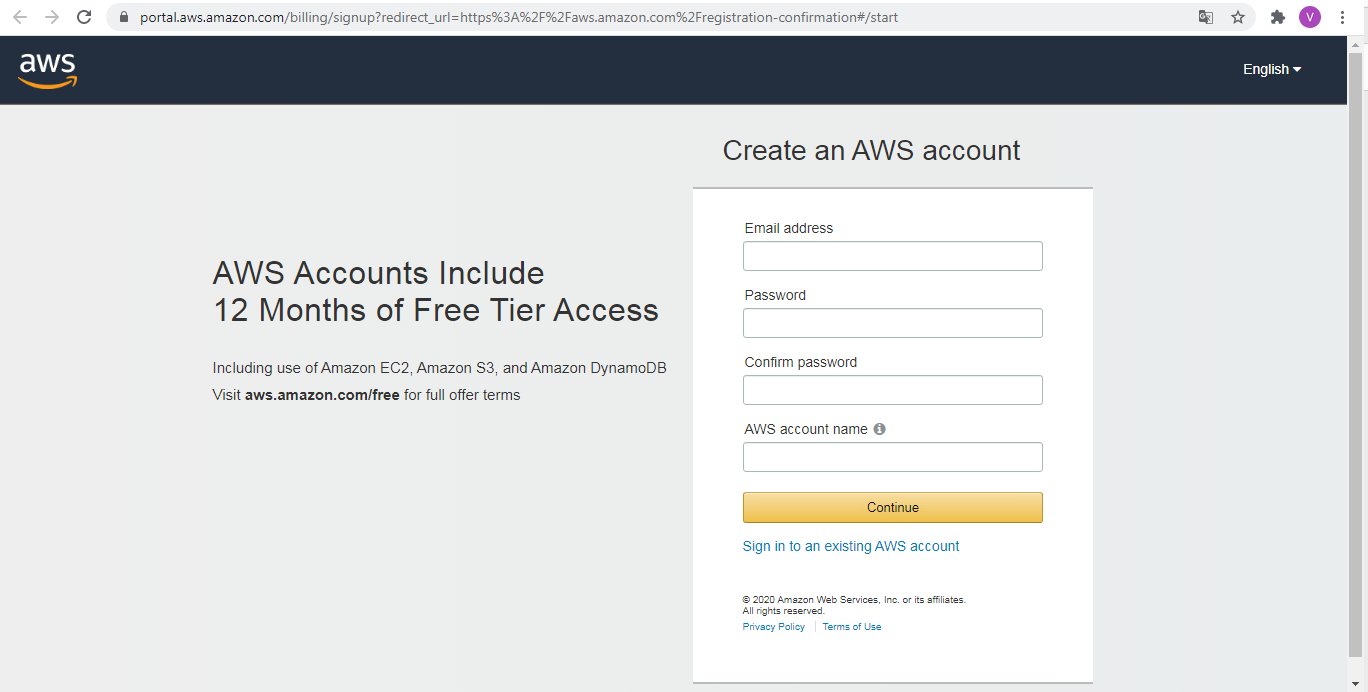 portal.aws.amazon.com/billing/signup?redirect_url=https%3A%2F%2Faws.amazon.com%2Fregistration-confirmation#/start
V
aws
English
Create an AWS account
Email address
Password
Confirm password
AWS account name
Continue
Sign in to an existing AWS account
© 2020 Amazon Web Services, Inc. or its affiliates.
All rights reserved.
Privacy Policy | Terms of Use
AWS Accounts Include
12 Months of Free Tier Access
Including use of Amazon EC2, Amazon S3, and Amazon DynamoDB
Visit aws.amazon.com/free for full offer terms